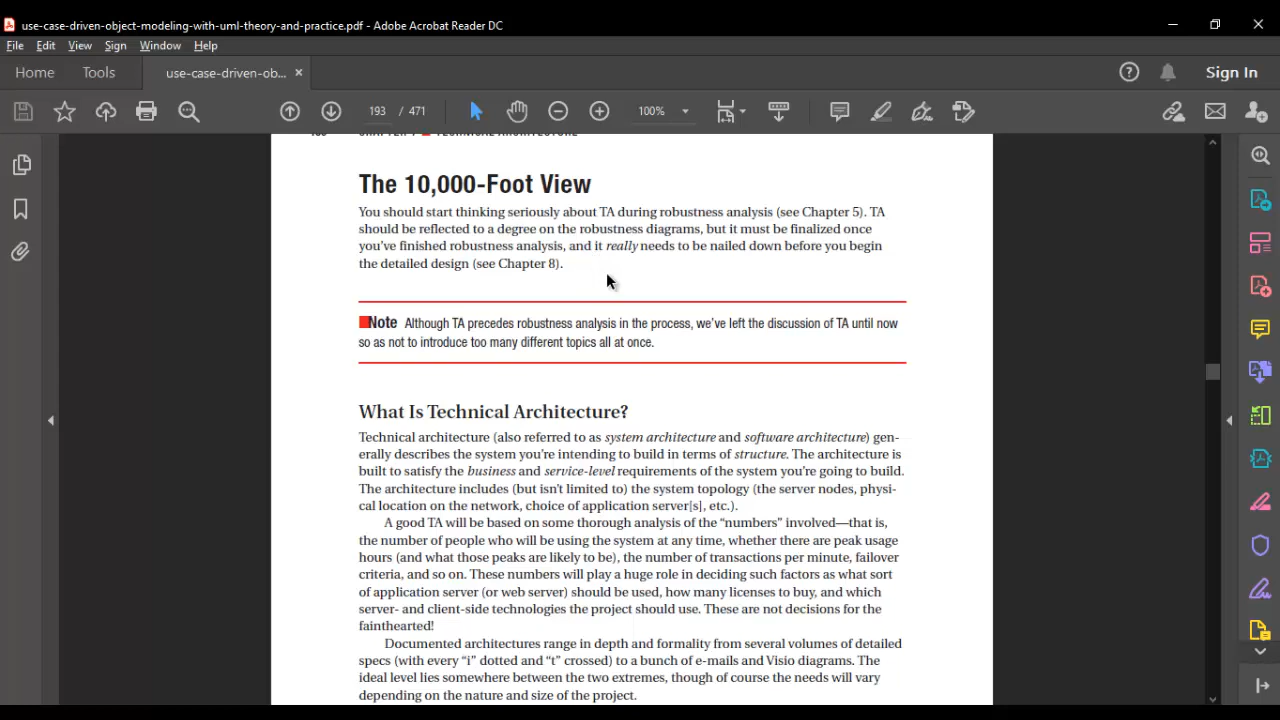 use-case-driven-object-modeling-with-uml-theory-and-practice.pdf - Adobe Acrobat Reader DC
File Edit View Sign Window Help
Home Tools use-case-driven-ob... × Sign In
193 / 471 100%
The 10,000-Foot View
You should start thinking seriously about TA during robustness analysis (see Chapter 5). TA
should be reflected to a degree on the robustness diagrams, but it must be finalized once
you've finished robustness analysis, and it really needs to be nailed down before you begin
the detailed design (see Chapter 8).
Note Although TA precedes robustness analysis in the process, we've left the discussion of TA until now
so as not to introduce too many different topics all at once.
What Is Technical Architecture?
Technical architecture (also referred to as system architecture and software architecture) gen-
erally describes the system you're intending to build in terms of structure. The architecture is
built to satisfy the business and service-level requirements of the system you're going to build.
The architecture includes (but isn't limited to) the system topology (the server nodes, physi-
cal location on the network, choice of application server[s], etc.).
A good TA will be based on some thorough analysis of the “numbers” involved—that is,
the number of people who will be using the system at any time, whether there are peak usage
hours (and what those peaks are likely to be), the number of transactions per minute, failover
criteria, and so on. These numbers will play a huge role in deciding such factors as what sort
of application server (or web server) should be used, how many licenses to buy, and which
server- and client-side technologies the project should use. These are not decisions for the
fainthearted!
Documented architectures range in depth and formality from several volumes of detailed
specs (with every “i” dotted and “t” crossed) to a bunch of e-mails and Visio diagrams. The
ideal level lies somewhere between the two extremes, though of course the needs will vary
depending on the nature and size of the project.